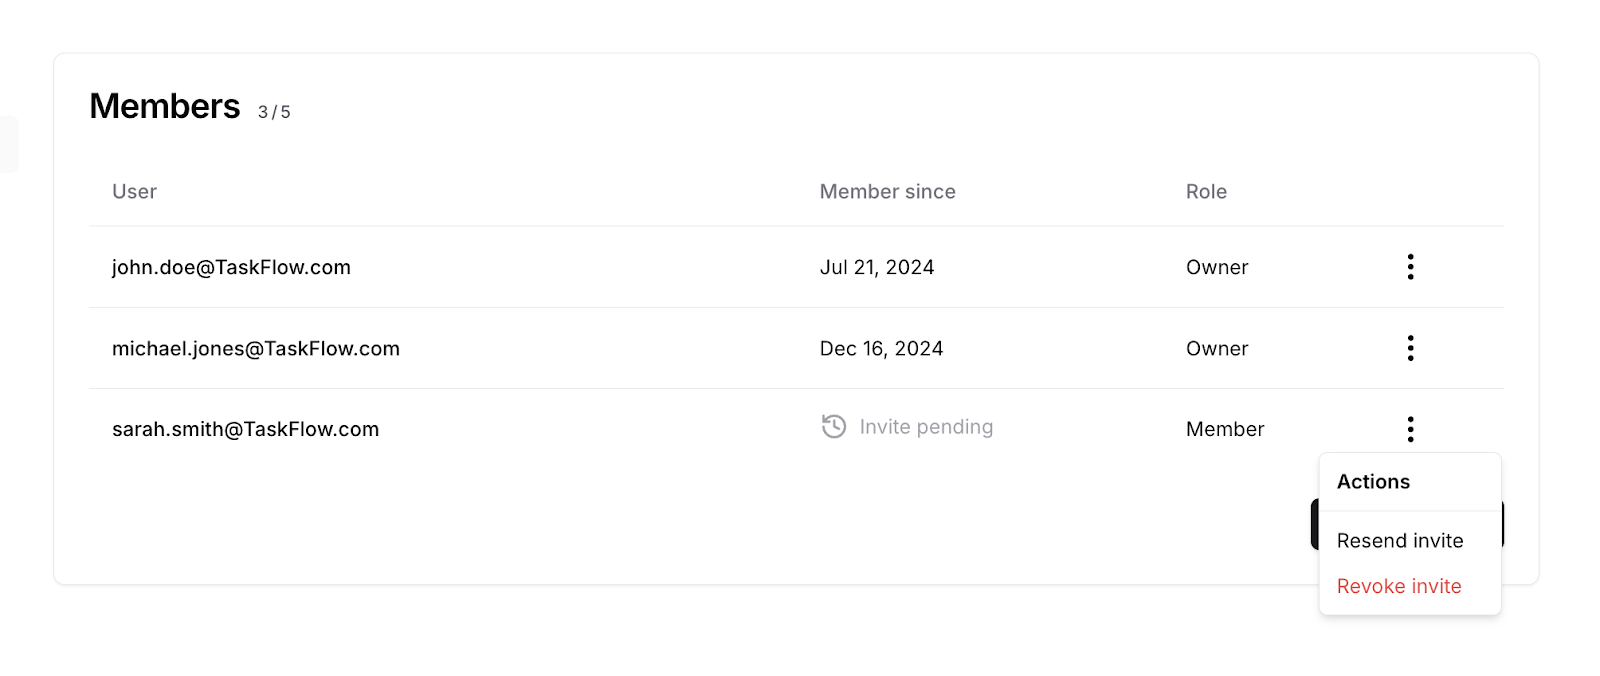 Members 3 / 5
User Member since Role
john.doe@TaskFlow.com Jul 21, 2024 Owner
michael.jones@TaskFlow.com Dec 16, 2024 Owner
sarah.smith@TaskFlow.com Invite pending Member
Actions
Resend invite
Revoke invite